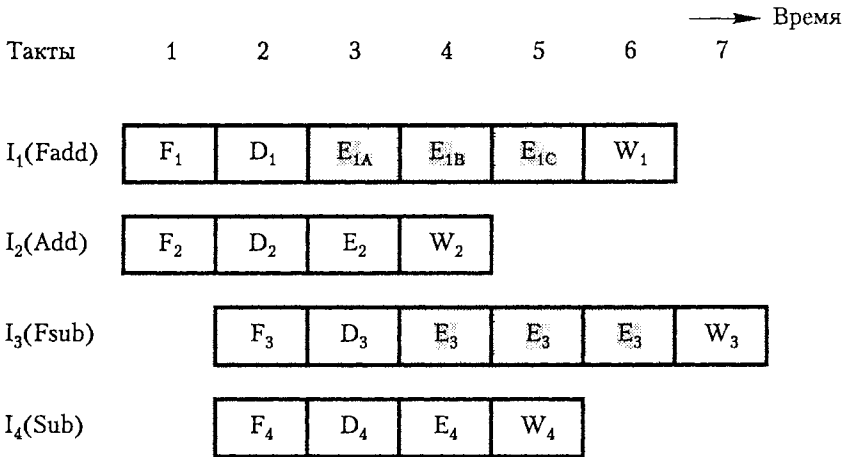 Время
Такты 1 2 3 4 5 6 7
I₁(Fadd) F₁ D₁ E₁A E₁B E₁C W₁
I₂(Add) F₂ D₂ E₂ W₂
I₃(Fsub) F₃ D₃ E₃ E₃ E₃ W₃
I₄(Sub) F₄ D₄ E₄ W₄